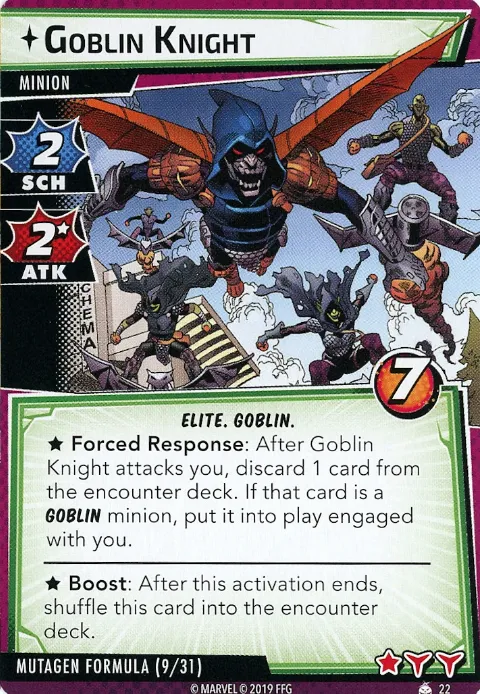 GOBLIN KNIGHT
MINION
2
SCH
2
ATK
CHEMA
7
ELITE. GOBLIN.
★ Forced Response: After Goblin
Knight attacks you, discard 1 card from
the encounter deck. If that card is a
GOBLIN minion, put it into play engaged
with you.
★ Boost: After this activation ends,
shuffle this card into the encounter
deck.
MUTAGEN FORMULA (9/31)
© MARVEL © 2019 FFG
22